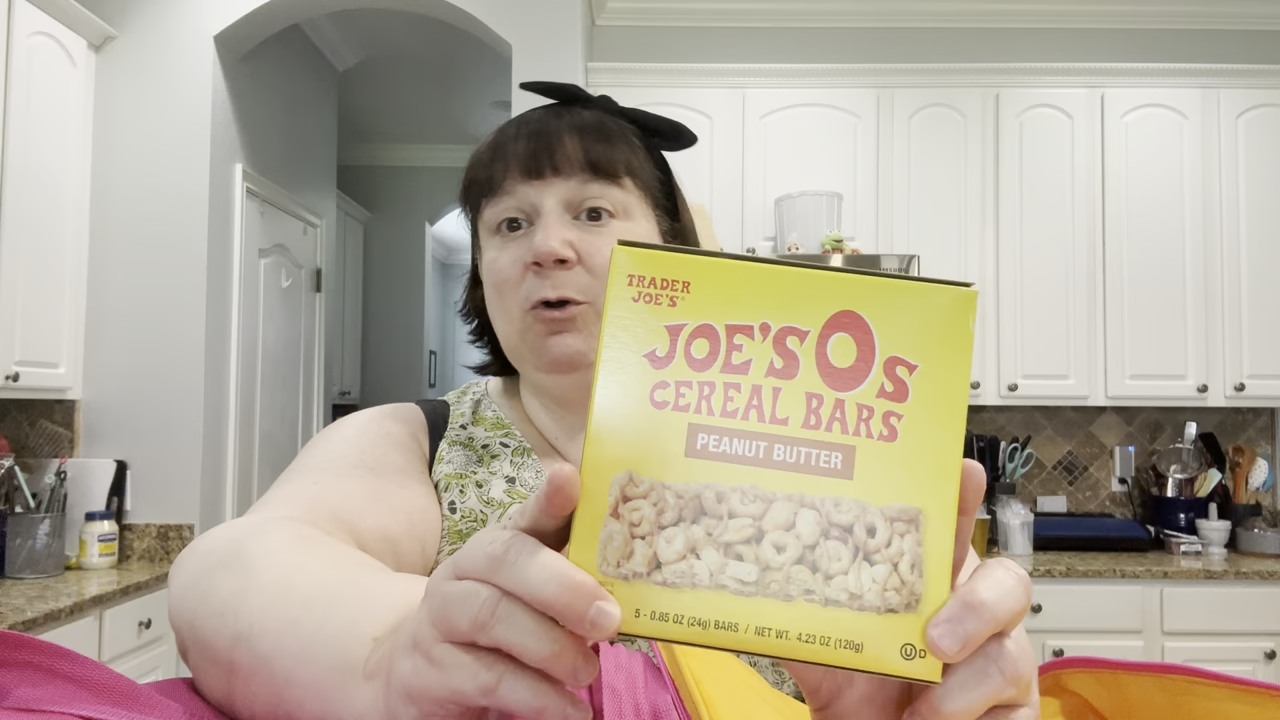 TRADER
JOE'S®
JOE'S Os
CEREAL BARS
PEANUT BUTTER
5 - 0.85 OZ (24g) BARS / NET WT. 4.23 OZ (120g)
U D